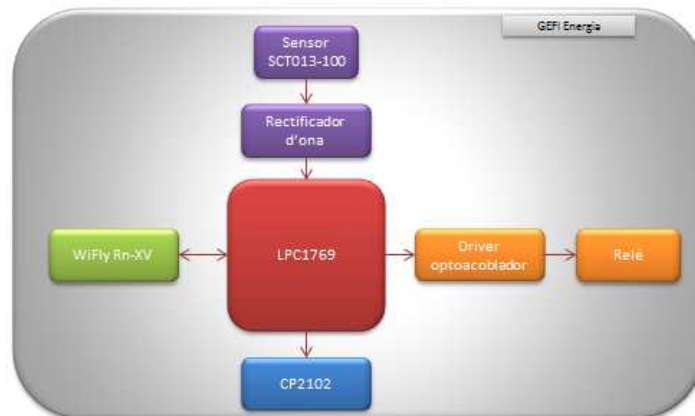 GEFI Energia
Sensor
SCT013-100
Rectificador
d'ona
WiFly Rn-XV
LPC1769
Driver
optoacoblador
Relé
CP2102